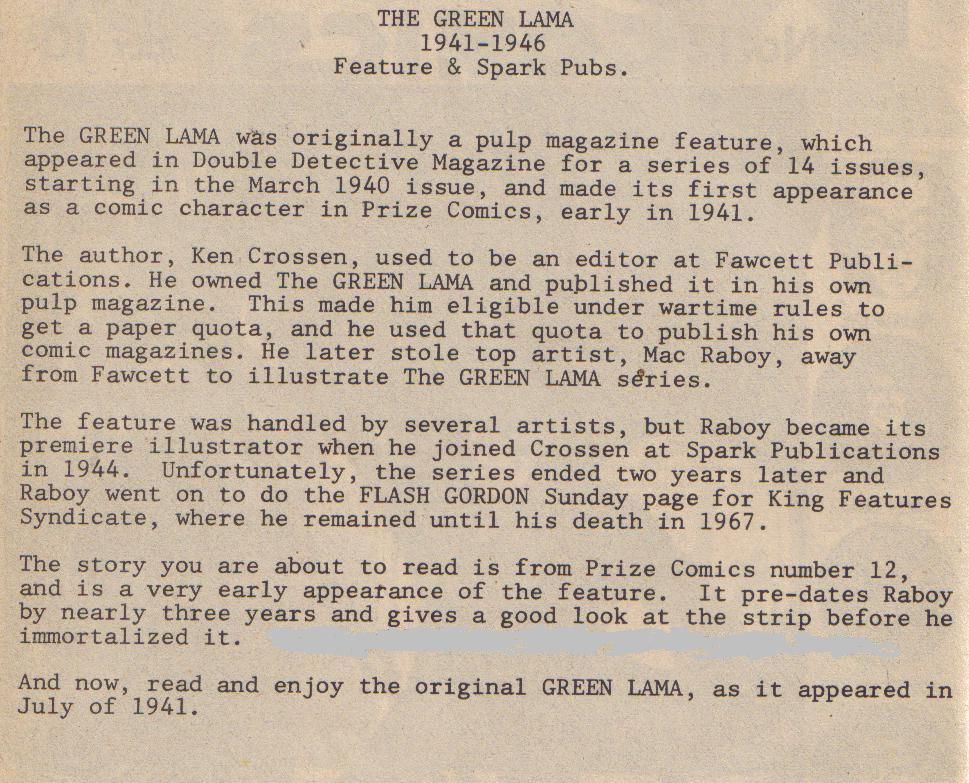 THE GREEN LAMA
1941-1946
Feature & Spark Pubs.
The GREEN LAMA was originally a pulp magazine feature, which
appeared in Double Detective Magazine for a series of 14 issues,
starting in the March 1940 issue, and made its first appearance
as a comic character in Prize Comics, early in 1941.
The author, Ken Crossen, used to be an editor at Fawcett Publi-
cations. He owned The GREEN LAMA and published it in his own
pulp magazine.  This made him eligible under wartime rules to
get a paper quota, and he used that quota to publish his own
comic magazines. He later stole top artist, Mac Raboy, away
from Fawcett to illustrate The GREEN LAMA series.
The feature was handled by several artists, but Raboy became its
premiere illustrator when he joined Crossen at Spark Publications
in 1944.  Unfortunately, the series ended two years later and
Raboy went on to do the FLASH GORDON Sunday page for King Features
Syndicate, where he remained until his death in 1967.
The story you are about to read is from Prize Comics number 12,
and is a very early appearance of the feature.  It pre-dates Raboy
by nearly three years and gives a good look at the strip before he
immortalized it.
And now, read and enjoy the original GREEN LAMA, as it appeared in
July of 1941.